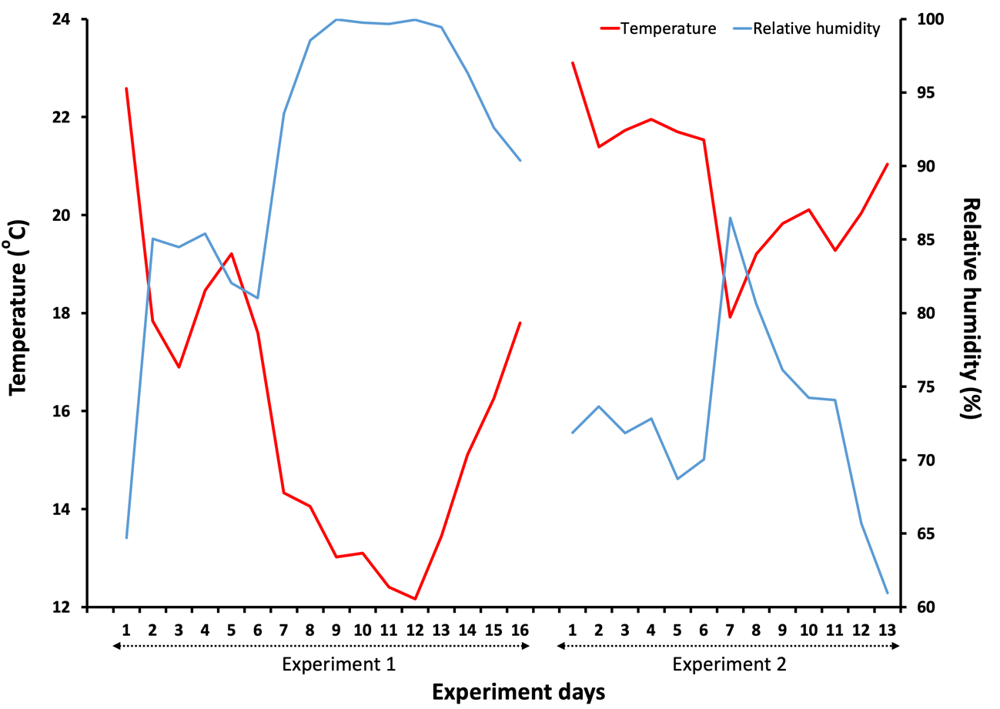 Temperature
Relative humidity
Temperature (°C)
24
22
20
18
16
14
12
100
95
90
85
80
75
70
65
60
Relative humidity (%)
1 2 3 4 5 6 7 8 9 10 11 12 13 14 15 16
1 2 3 4 5 6 7 8 9 10 11 12 13
Experiment 1
Experiment 2
Experiment days